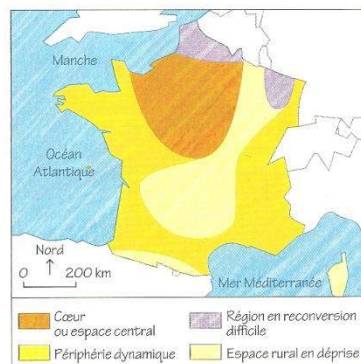 Manche
Océan
Atlantique
Nord
0 200 km
Mer Méditerranée
Cœur
ou espace central
Région en reconversion
difficile
Périphérie dynamique
Espace rural en déprise